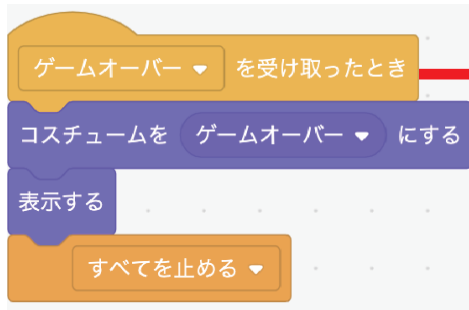 ゲームオーバー を受け取ったとき
コスチュームを ゲームオーバー にする
表示する
すべてを止める